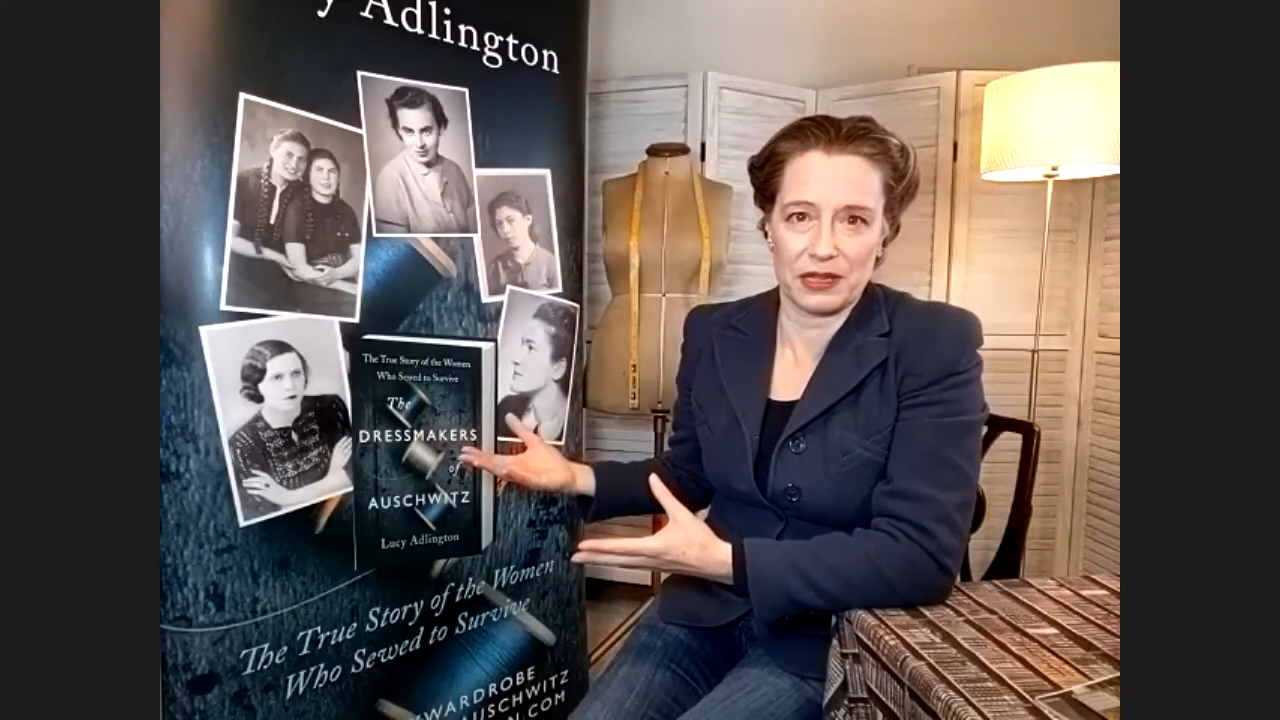 Adlington
The True Story of the Women
Who Sewed to Survive
The
DRESSMAKERS
of
AUSCHWITZ
Lucy Adlington
The True Story of the Women
Who Sewed to Survive
WARDROBE
AUSCHWITZ
COM